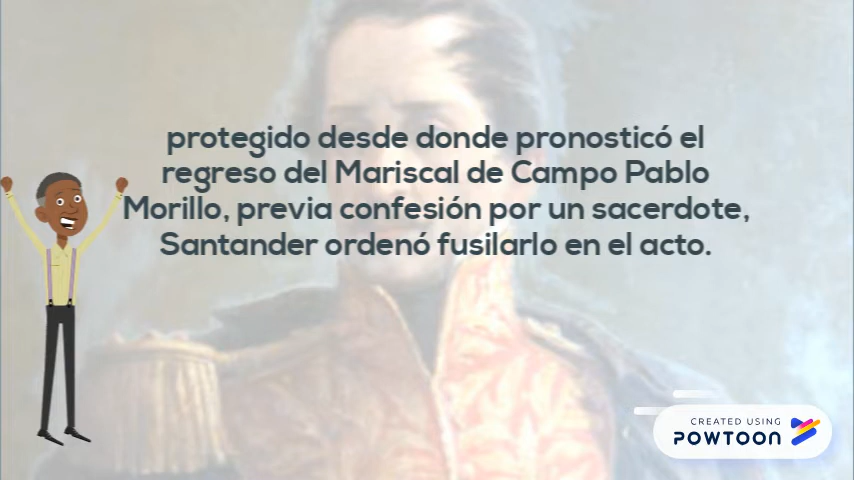 protegido desde donde pronosticó el
regreso del Mariscal de Campo Pablo
Morillo, previa confesión por un sacerdote,
Santander ordenó fusilarlo en el acto.
CREATED USING
POWTOON